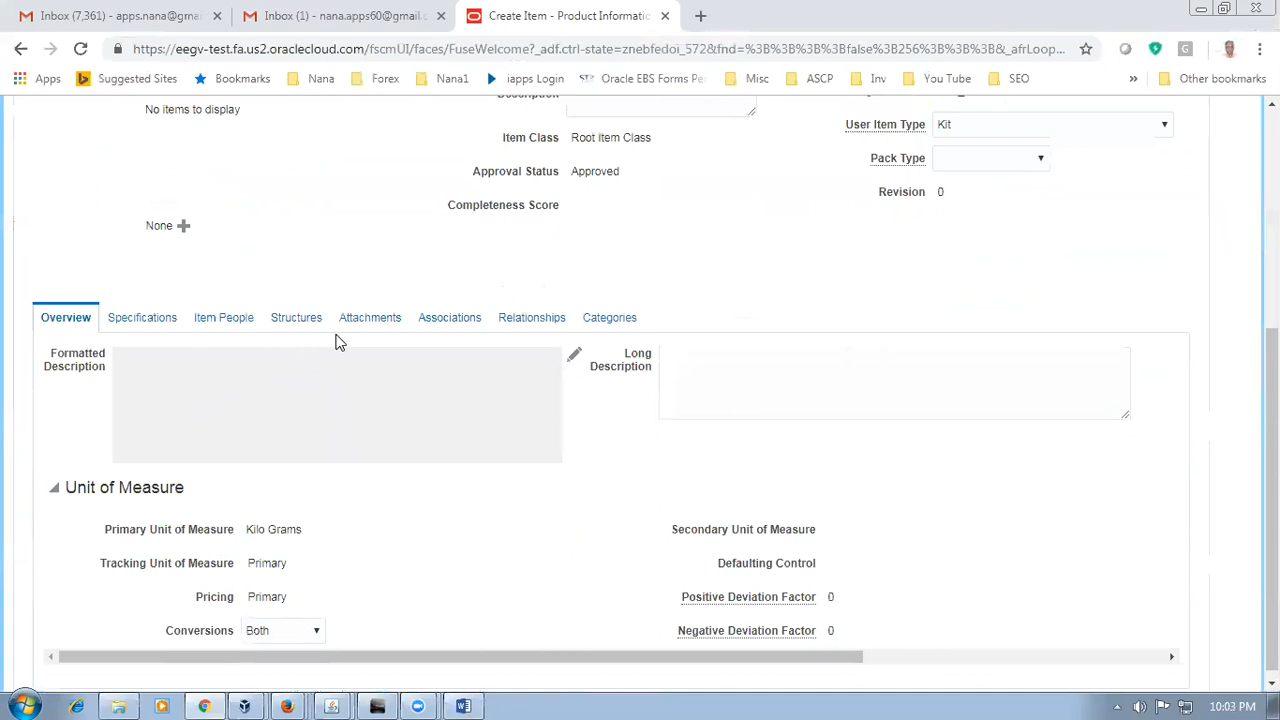 Inbox (7,361) - apps.nana@gmai
Inbox (1) - nana.apps60@gmail.c
Create Item - Product Informatio
https://eegv-test.fa.us2.oraclecloud.com/fscmUI/faces/FuseWelcome?_adf.ctrl-state=znebfedoi_572&fnd=%3B%3B%3B%3Bfalse%3B256%3B%3B%3B&_afrLoop...
Apps
Suggested Sites
Bookmarks
Nana
Forex
Nana1
iapps Login
Oracle EBS Forms Pe
Misc
ASCP
Inv
You Tube
SEO
»
Other bookmarks
No items to display
Description
Item Class Root Item Class
Approval Status Approved
Completeness Score
User Item Type Kit
Pack Type
Revision 0
None
Overview Specifications Item People Structures Attachments Associations Relationships Categories
Formatted Description
Long Description
Unit of Measure
Primary Unit of Measure Kilo Grams
Secondary Unit of Measure
Tracking Unit of Measure Primary
Defaulting Control
Pricing Primary
Positive Deviation Factor 0
Conversions Both
Negative Deviation Factor 0
10:03 PM